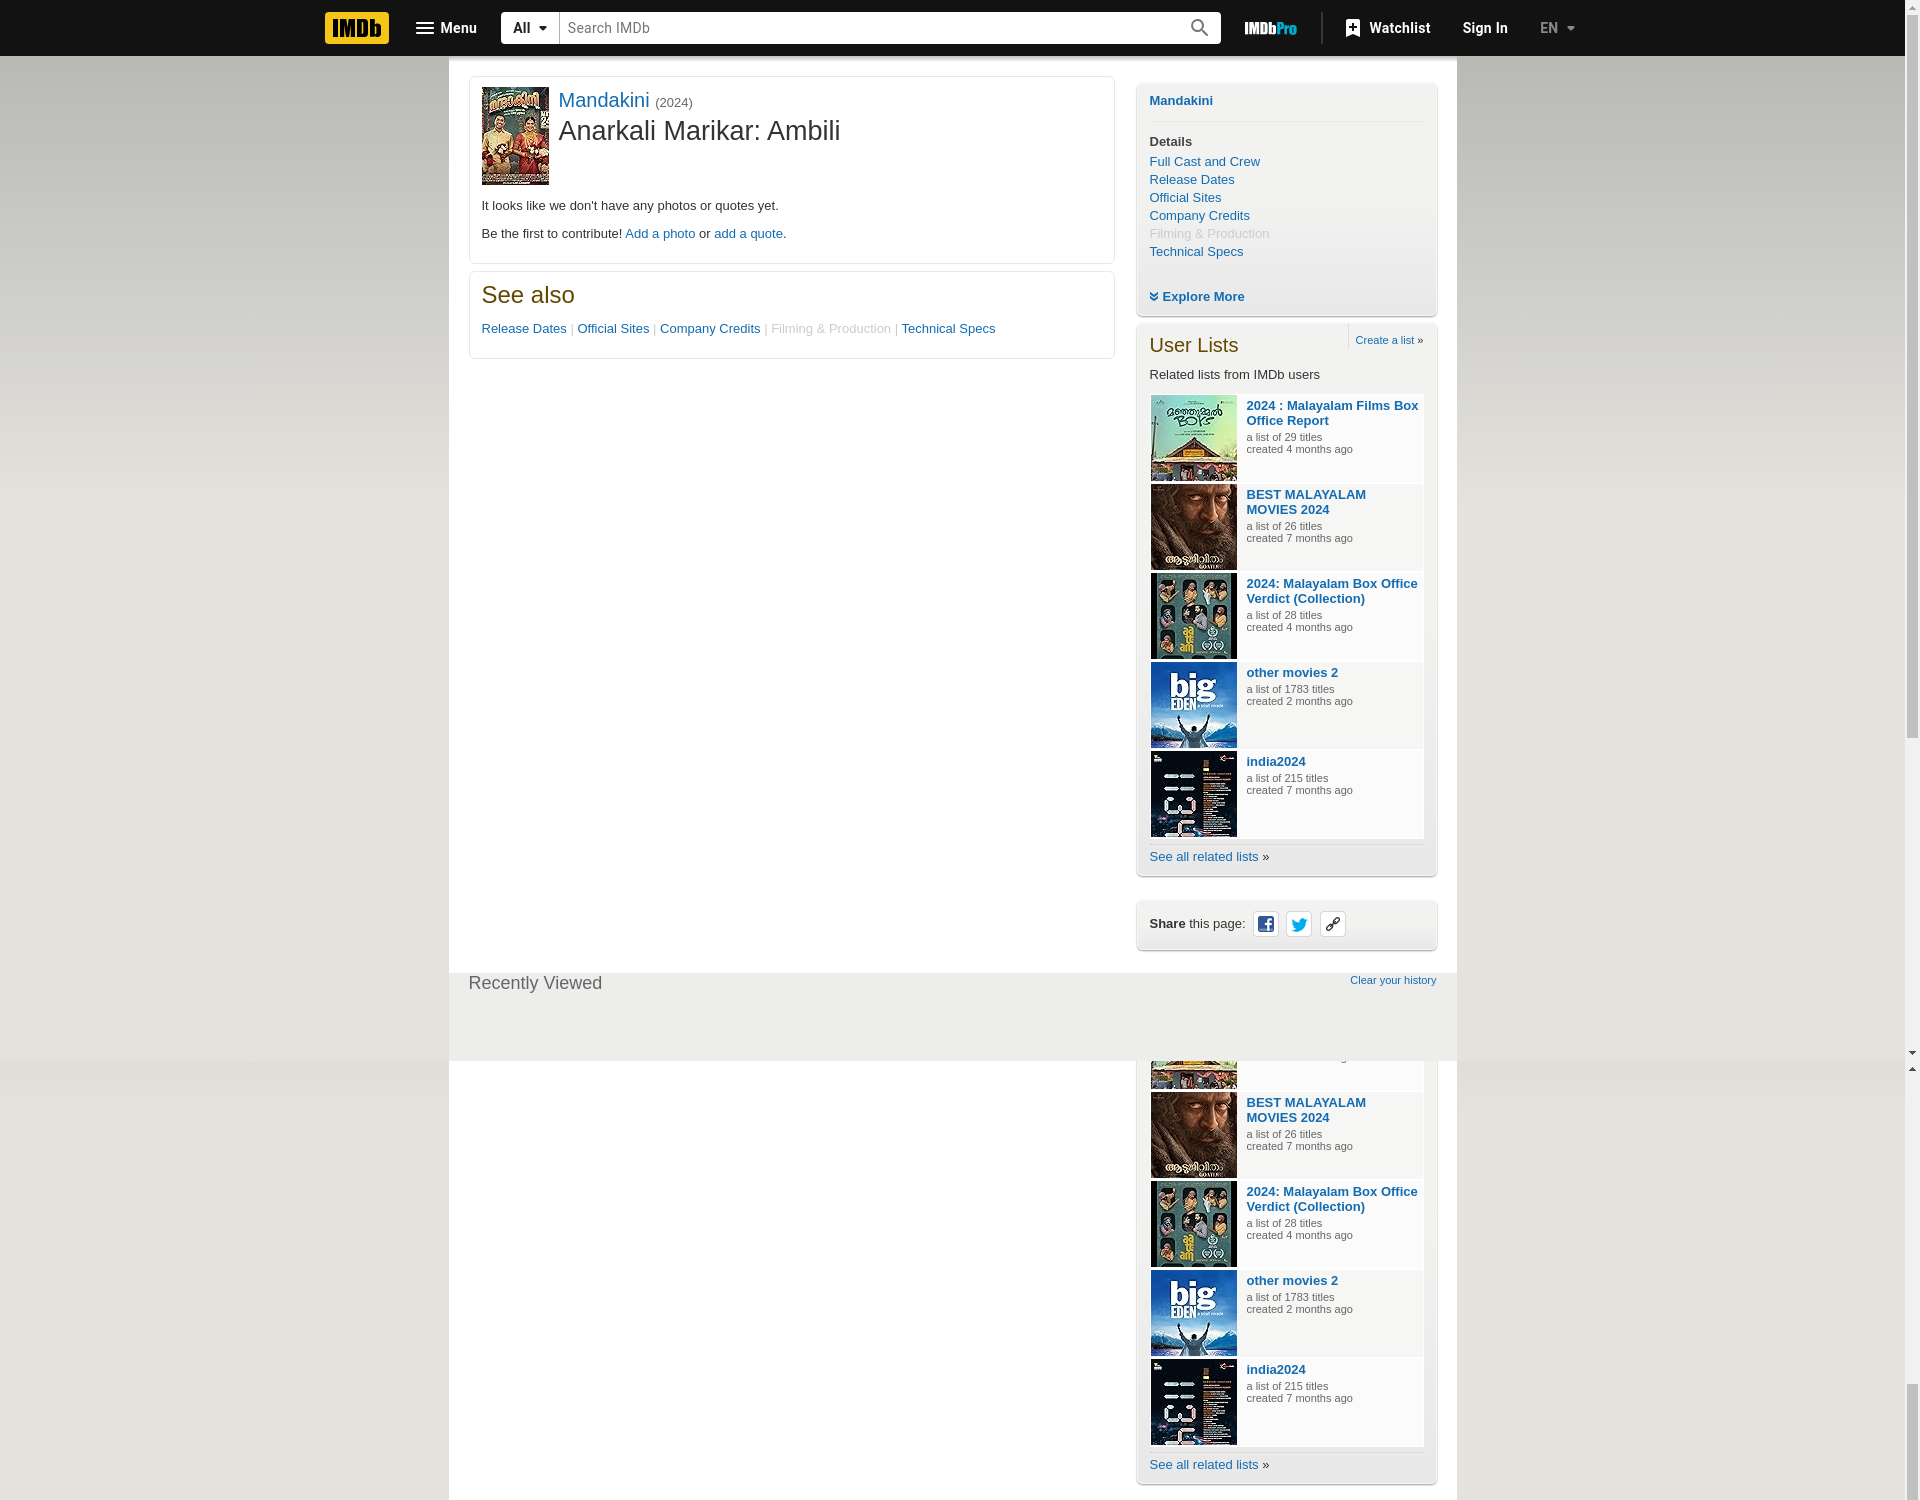 IMDb
Menu
All
Search IMDb
IMDbPro
Watchlist
Sign In
EN
Mandakini (2024)
Anarkali Marikar: Ambili
It looks like we don't have any photos or quotes yet.
Be the first to contribute! Add a photo or add a quote.
See also
Release Dates | Official Sites | Company Credits | Filming & Production | Technical Specs
Mandakini
Details
Full Cast and Crew
Release Dates
Official Sites
Company Credits
Filming & Production
Technical Specs
Explore More
User Lists
Create a list »
Related lists from IMDb users
മഞ്ഞുമ്മൽ
BOYS
2024 : Malayalam Films Box
Office Report
a list of 29 titles
created 4 months ago
ആടുജീവിതം
BEST MALAYALAM
MOVIES 2024
a list of 26 titles
created 7 months ago
2024: Malayalam Box Office
Verdict (Collection)
a list of 28 titles
created 4 months ago
big
EDEN
other movies 2
a list of 1783 titles
created 2 months ago
india2024
a list of 215 titles
created 7 months ago
See all related lists »
Share this page:
Recently Viewed
Clear your history
ആടുജീവിതം
BEST MALAYALAM
MOVIES 2024
a list of 26 titles
created 7 months ago
2024: Malayalam Box Office
Verdict (Collection)
a list of 28 titles
created 4 months ago
big
EDEN
other movies 2
a list of 1783 titles
created 2 months ago
india2024
a list of 215 titles
created 7 months ago
See all related lists »